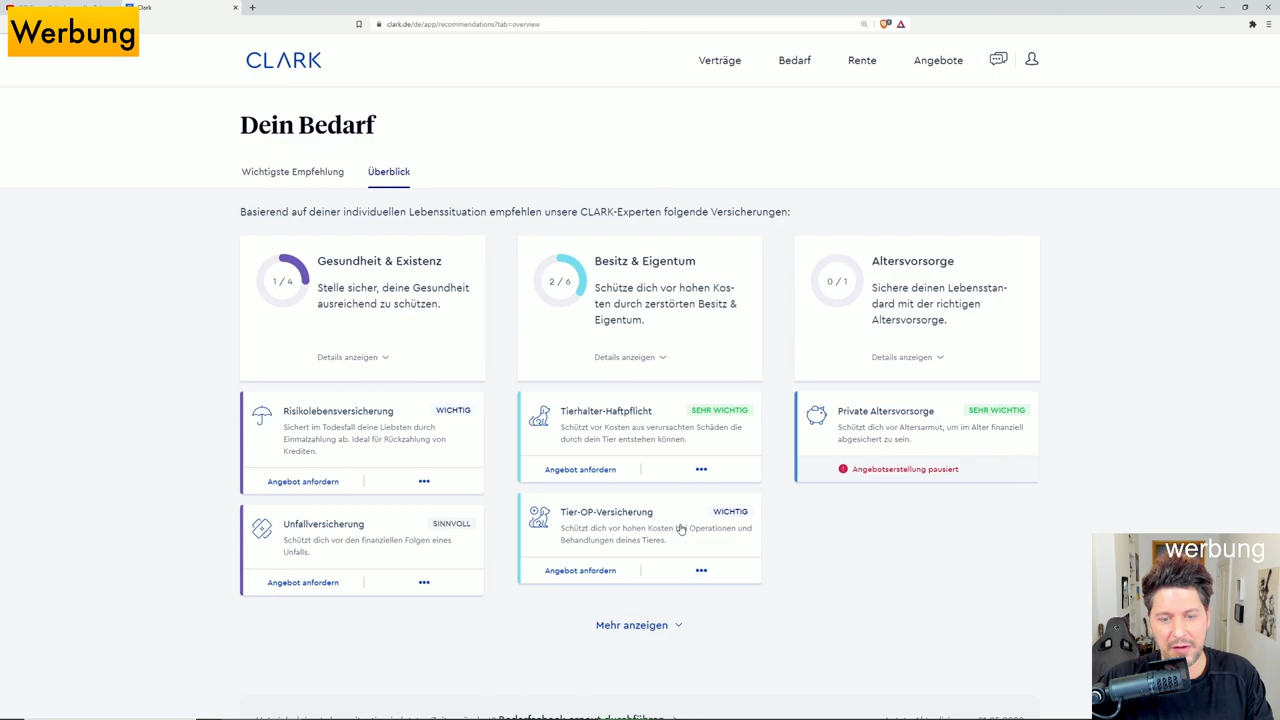 Werbung
Clark
clark.de/de/app/recommendations?tab=overview
CLARK
Verträge
Bedarf
Rente
Angebote
Dein Bedarf
Wichtigste Empfehlung
Überblick
Basierend auf deiner individuellen Lebenssituation empfehlen unsere CLARK-Experten folgende Versicherungen:
1 / 4
Gesundheit & Existenz
Stelle sicher, deine Gesundheit
ausreichend zu schützen.
Details anzeigen
2 / 6
Besitz & Eigentum
Schütze dich vor hohen Kos-
ten durch zerstörten Besitz &
Eigentum.
Details anzeigen
0 / 1
Altersvorsorge
Sichere deinen Lebensstan-
dard mit der richtigen
Altersvorsorge.
Details anzeigen
Risikolebensversicherung
WICHTIG
Sichert im Todesfall deine Liebsten durch
Einmalzahlung ab. Ideal für Rückzahlung von
Krediten.
Angebot anfordern
Unfallversicherung
SINNVOLL
Schützt dich vor den finanziellen Folgen eines
Unfalls.
Angebot anfordern
Tierhalter-Haftpflicht
SEHR WICHTIG
Schützt vor Kosten aus verursachten Schäden die
durch dein Tier entstehen können.
Angebot anfordern
Tier-OP-Versicherung
WICHTIG
Schützt dich vor hohen Kosten bei Operationen und
Behandlungen deines Tieres.
Angebot anfordern
Private Altersvorsorge
SEHR WICHTIG
Schützt dich vor Altersarmut, um im Alter finanziell
abgesichert zu sein.
Angebotserstellung pausiert
Mehr anzeigen
werbung